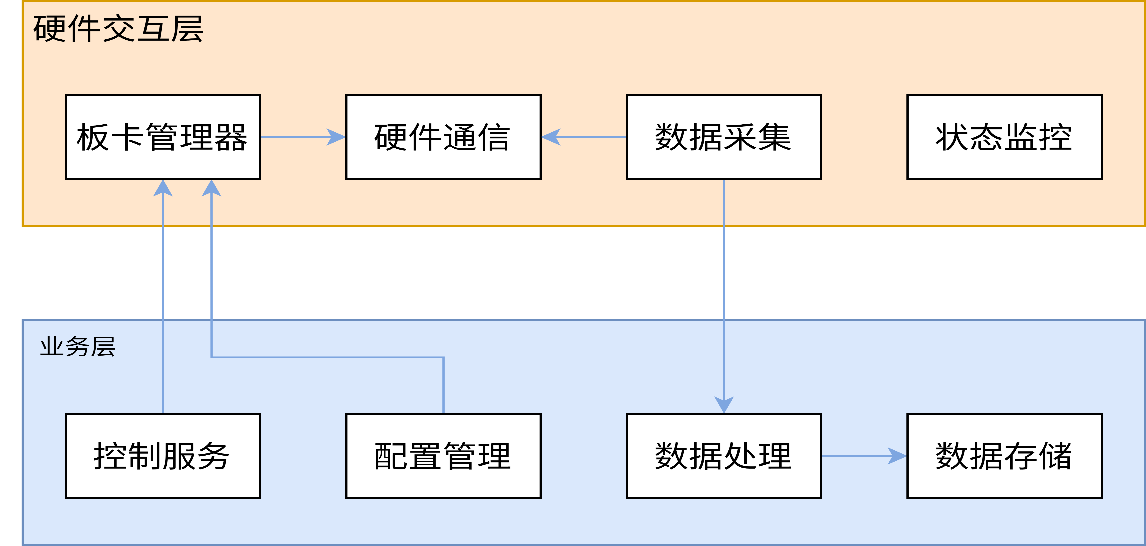 硬件交互层
板卡管理器
硬件通信
数据采集
状态监控
业务层
控制服务
配置管理
数据处理
数据存储